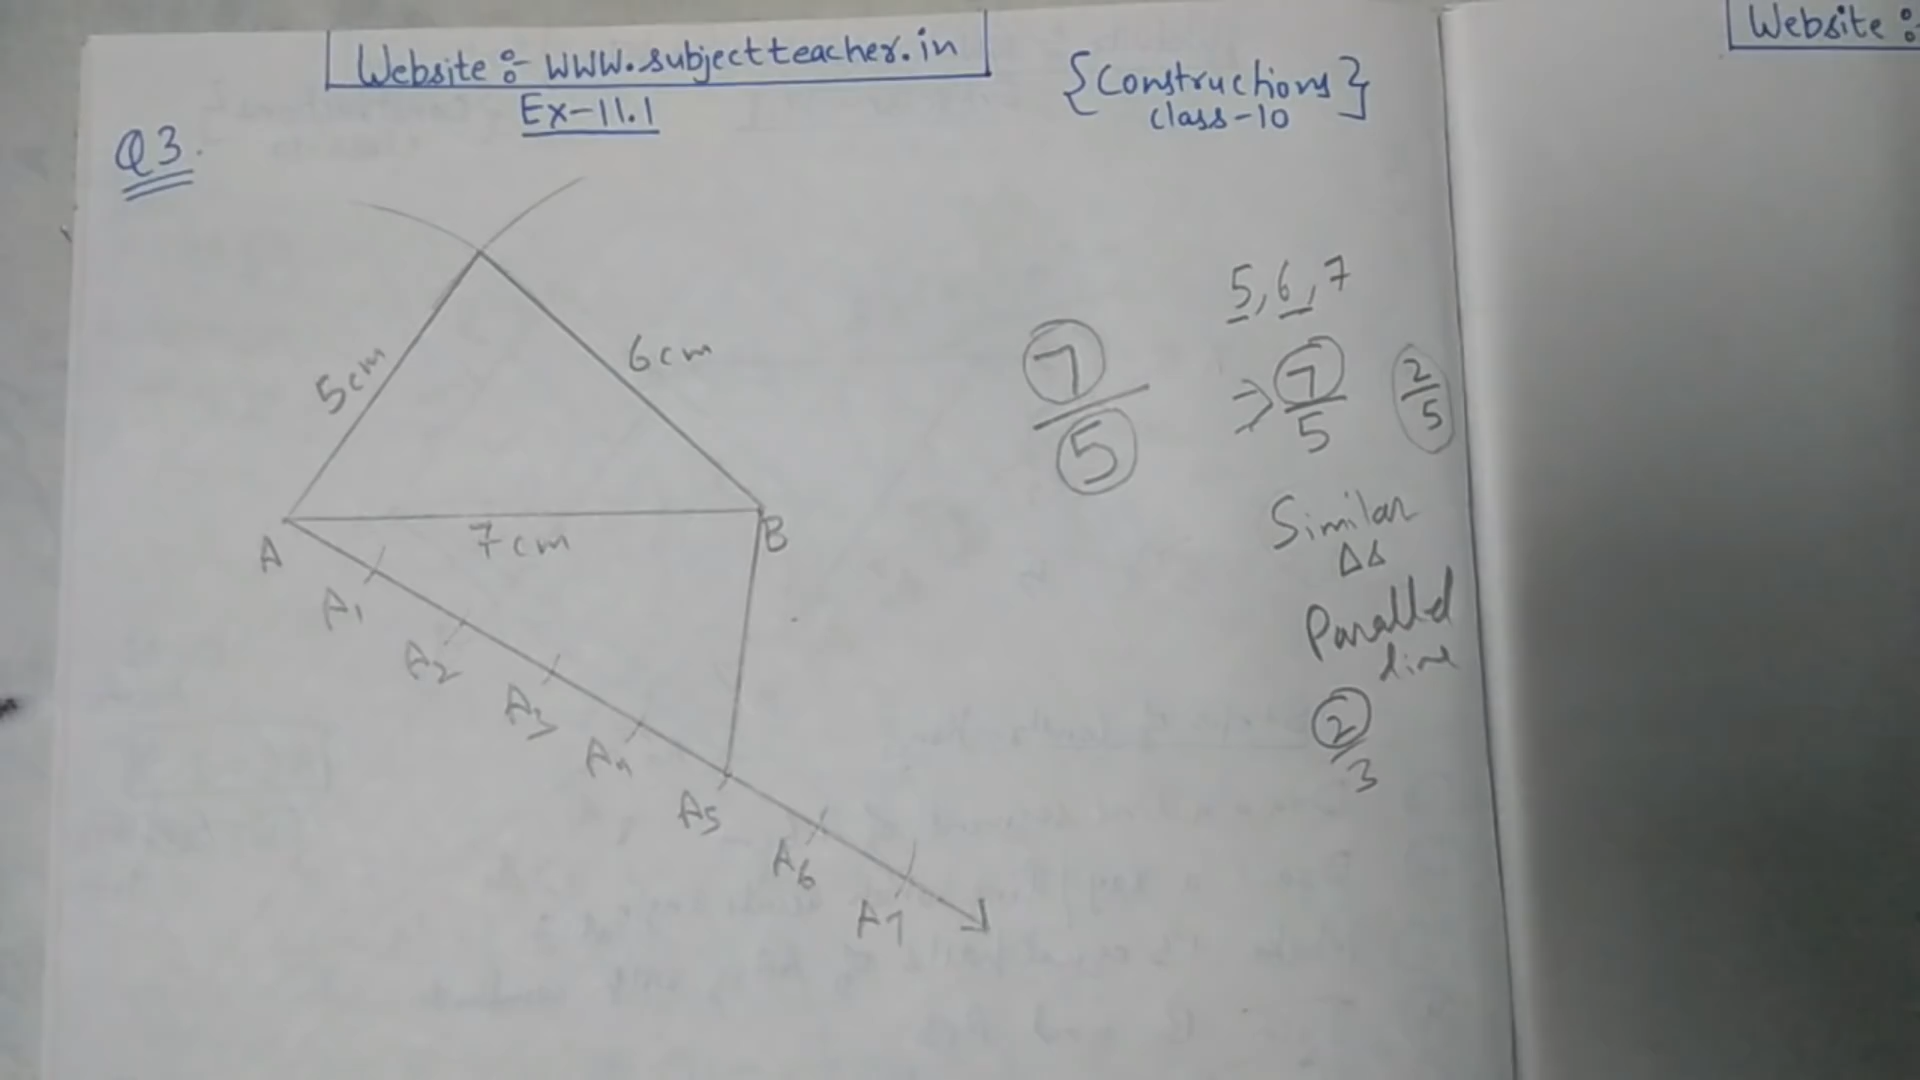 Website :- www.subjectteacher.in
Website :
Ex-11.1
{Constructions}
class-10
Q3.
5cm
6cm
7cm
A
B
A1
A2
A3
A4
A5
A6
A7
7
5
5, 6, 7
⇒ 7/5
2/5
Similar
ΔΔ
Parallel
line
2
3